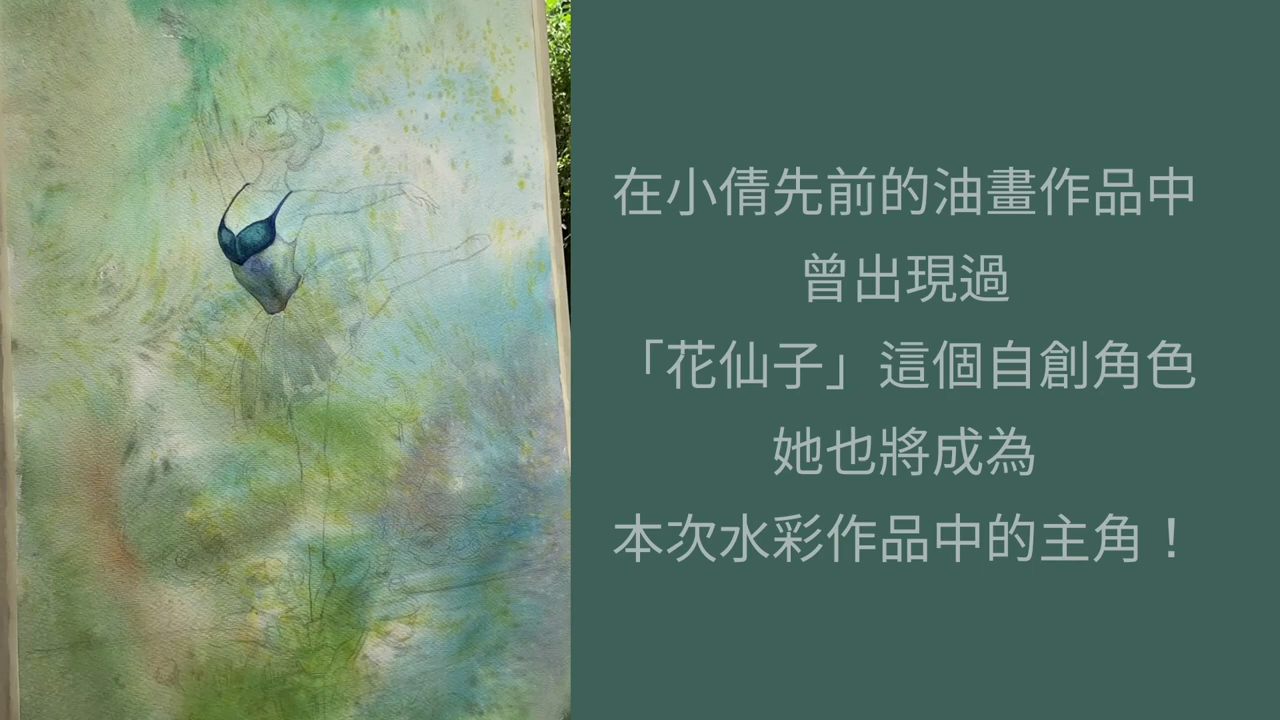 在小倩先前的油畫作品中
曾出現過
「花仙子」這個自創角色
她也將成為
本次水彩作品中的主角！